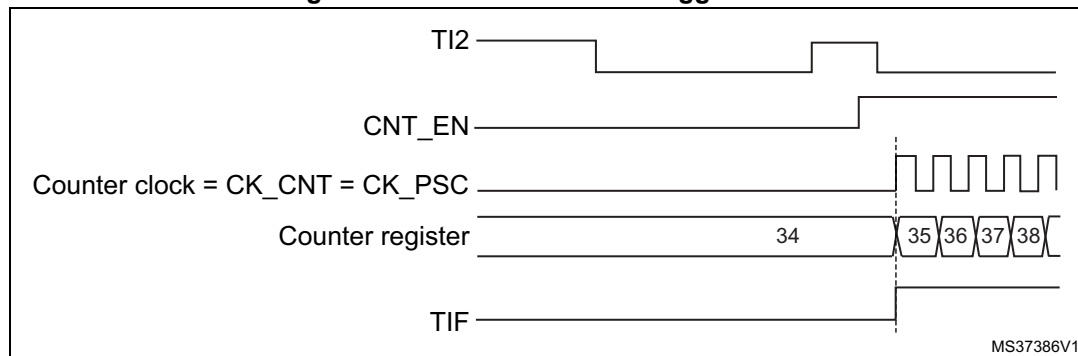 TI2
CNT_EN
Counter clock = CK_CNT = CK_PSC
Counter register
34
35
36
37
38
TIF
MS37386V1